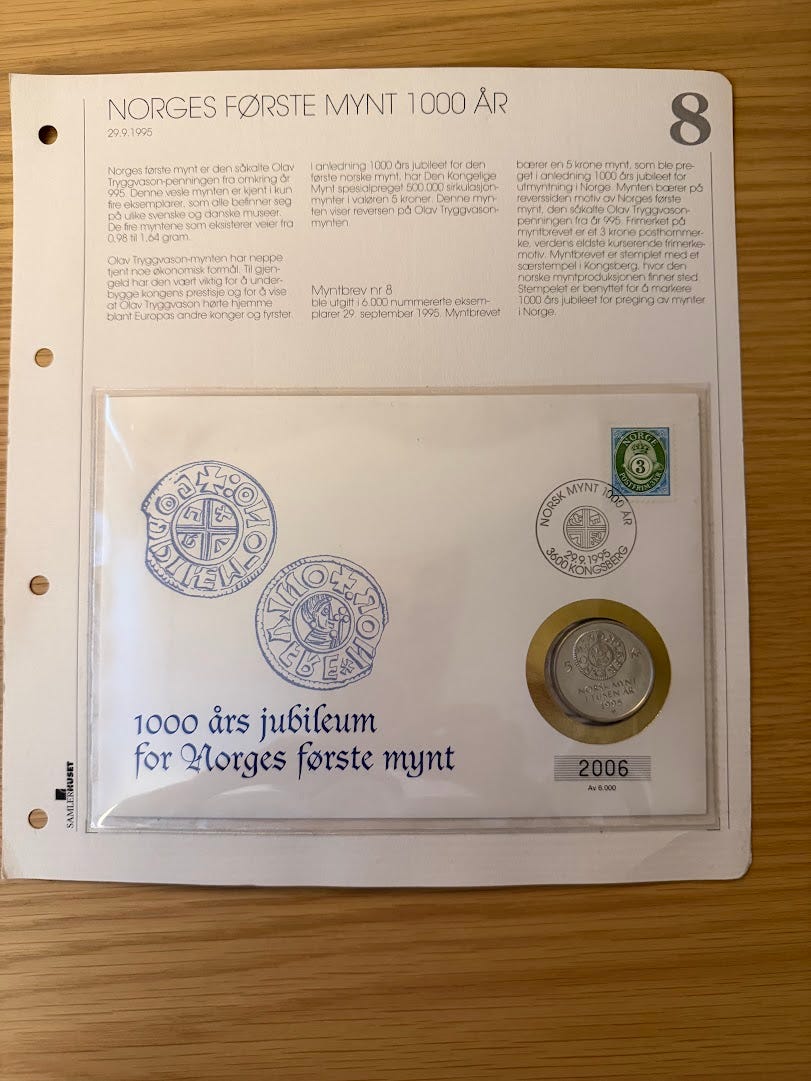 NORGES FØRSTE MYNT 1000 ÅR
8
29.9.1995
Norges første mynt er den såkalte Olav
Tryggvason-penningen fra omkring år
995. Denne vesle mynten er kjent i kun
fire eksemplarer, som alle befinner seg
på ulike svenske og danske museer.
De fire myntene som eksisterer veier fra
0.98 til 1.64 gram.
Olav Tryggvason-mynten har neppe
tjent noe økonomisk formål. Til gjen-
geld har den vært viktig for å under-
bygge kongens prestisje og for å vise
at Olav Tryggvason hørte hjemme
blant Europas andre konger og fyrster.
I anledning 1000 års jubileet for den
første norske mynt, har Den Kongelige
Mynt spesialpreget 500.000 sirkulasjon-
mynter i valøren 5 kroner. Denne myn-
ten viser reversen på Olav Tryggvason-
mynten.
Myntbrev nr 8
ble utgitt i 6.000 nummererte eksem-
plarer 29. september 1995. Myntbrevet
bærer en 5 krone mynt, som ble pre-
get i anledning 1000 års jubileet for
utmyntning i Norge. Mynten bærer på
reverssiden motiv av Norges første
mynt, den såkalte Olav Tryggvason-
penningen fra år 995. Frimerket på
myntbrevet er et 3 krone posthornmer-
ke, verdens eldste kurserende frimerke-
motiv. Myntbrevet er stemplet med et
særstempel i Kongsberg, hvor den
norske myntproduksjonen finner sted.
Stempelet er benyttet for å markere
1000 års jubileet for preging av mynter
i Norge.
NORGE
3
POSTFRIMERKE
NORSK MYNT 1000 ÅR
29.9.1995
3600 KONGSBERG
5 Kr
NORSK MYNT
I TUSEN ÅR
1995
1000 års jubileum
for Norges første mynt
2006
Av 6.000
SAMLERHUSET